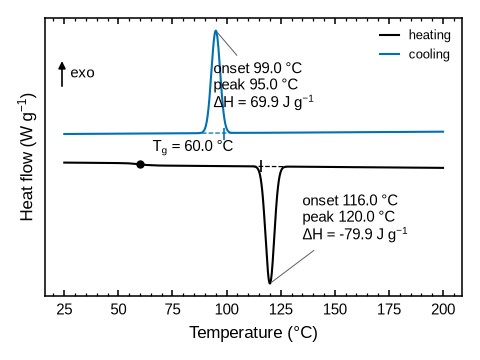 heating
cooling
exo
onset 99.0 °C
peak 95.0 °C
ΔH = 69.9 J g⁻¹
T₉ = 60.0 °C
onset 116.0 °C
peak 120.0 °C
ΔH = -79.9 J g⁻¹
Heat flow (W g⁻¹)
25 50 75 100 125 150 175 200
Temperature (°C)